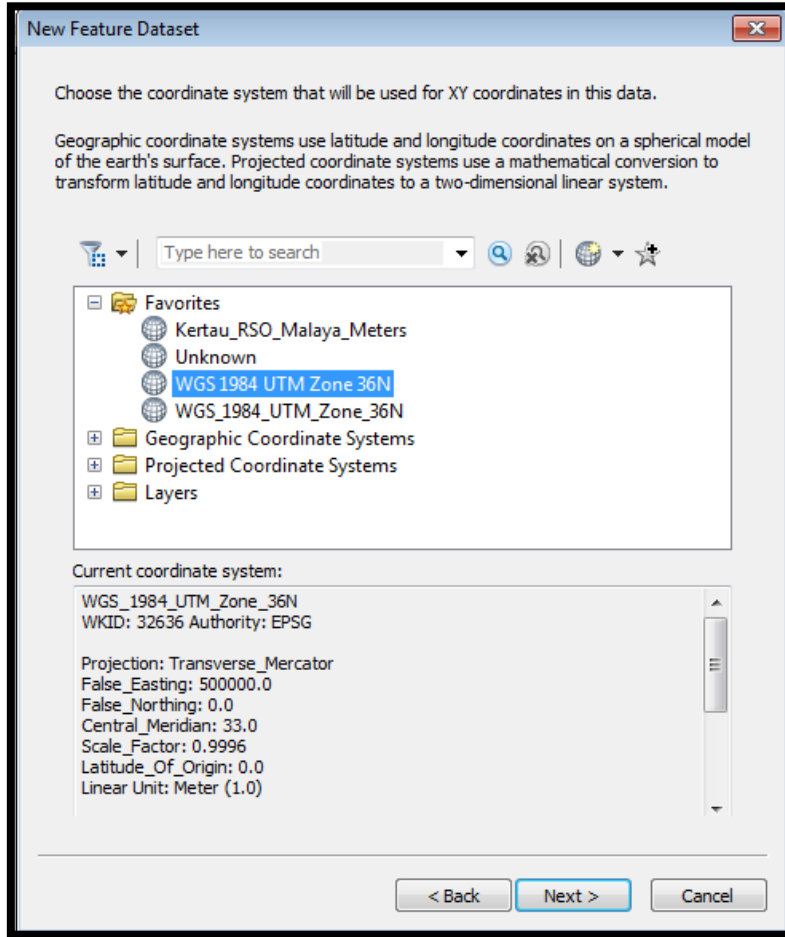 New Feature Dataset
Choose the coordinate system that will be used for XY coordinates in this data.
Geographic coordinate systems use latitude and longitude coordinates on a spherical model
of the earth's surface. Projected coordinate systems use a mathematical conversion to
transform latitude and longitude coordinates to a two-dimensional linear system.
Type here to search
Favorites
Kertau_RSO_Malaya_Meters
Unknown
WGS 1984 UTM Zone 36N
WGS_1984_UTM_Zone_36N
Geographic Coordinate Systems
Projected Coordinate Systems
Layers
Current coordinate system:
WGS_1984_UTM_Zone_36N
WKID: 32636 Authority: EPSG
Projection: Transverse_Mercator
False_Easting: 500000.0
False_Northing: 0.0
Central_Meridian: 33.0
Scale_Factor: 0.9996
Latitude_Of_Origin: 0.0
Linear Unit: Meter (1.0)
< Back Next > Cancel